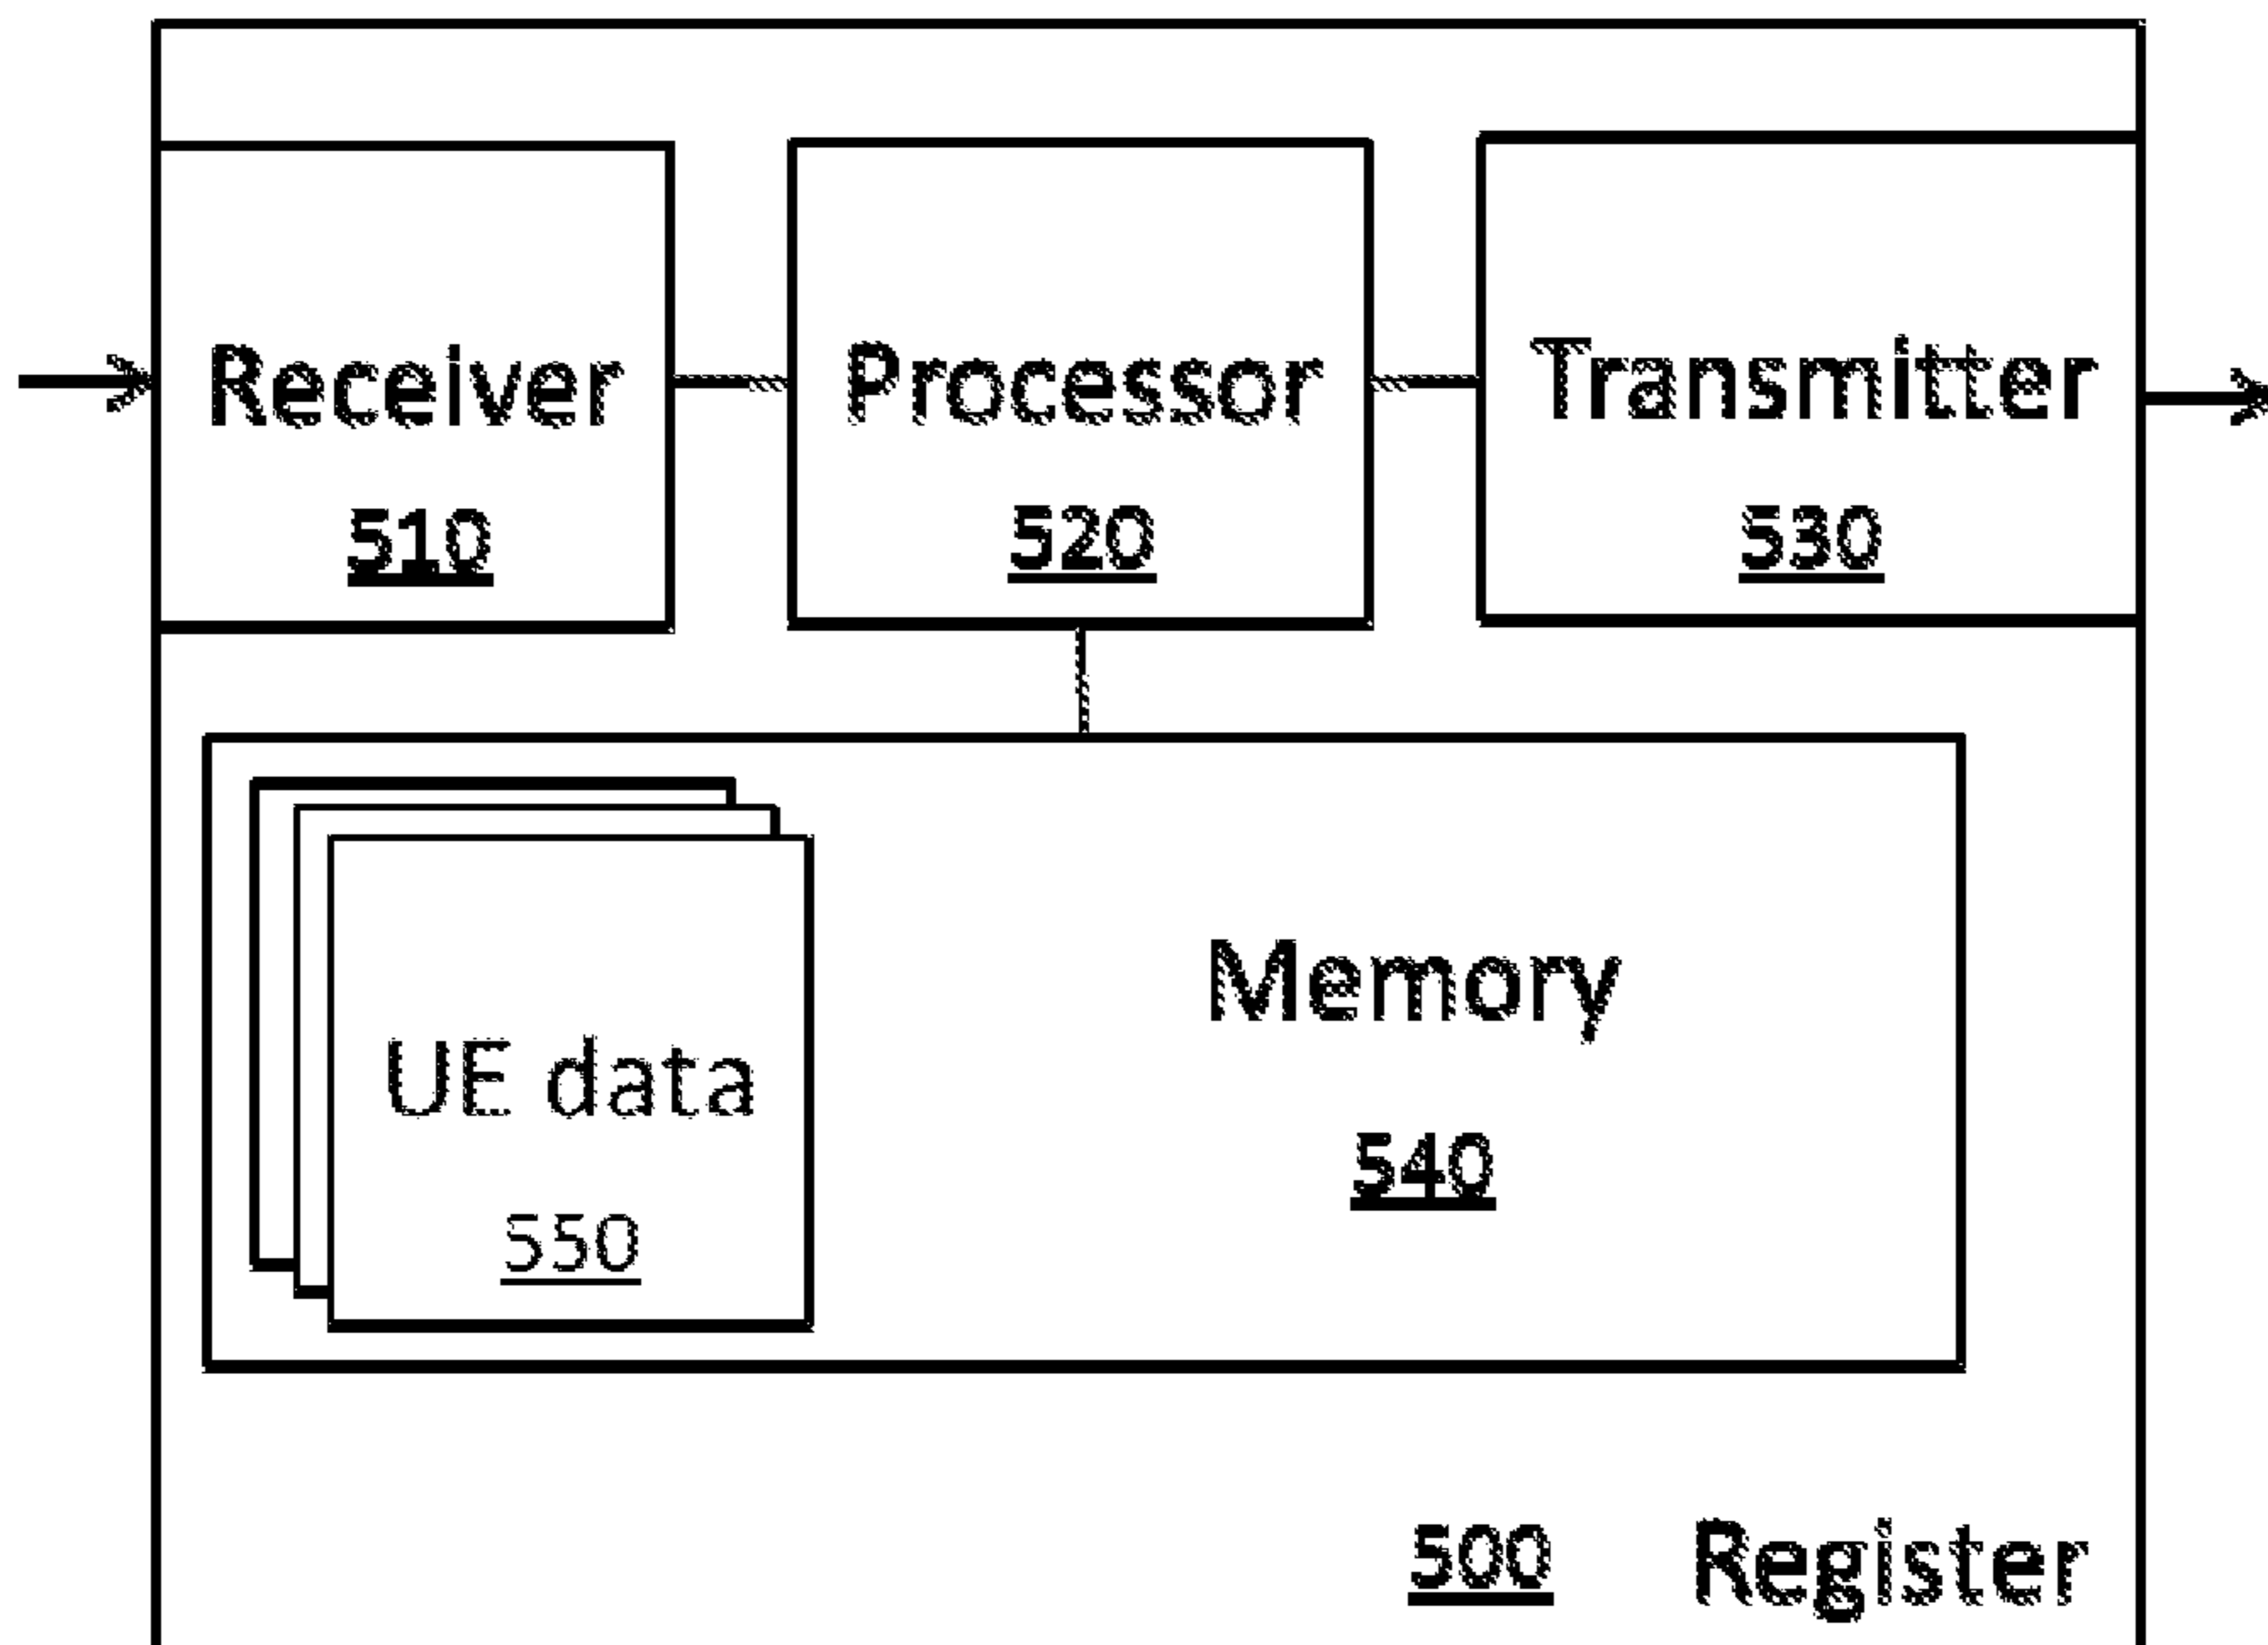 Receiver
510
Processor
520
Transmitter
530
Memory
540
UE data
550
500 Register